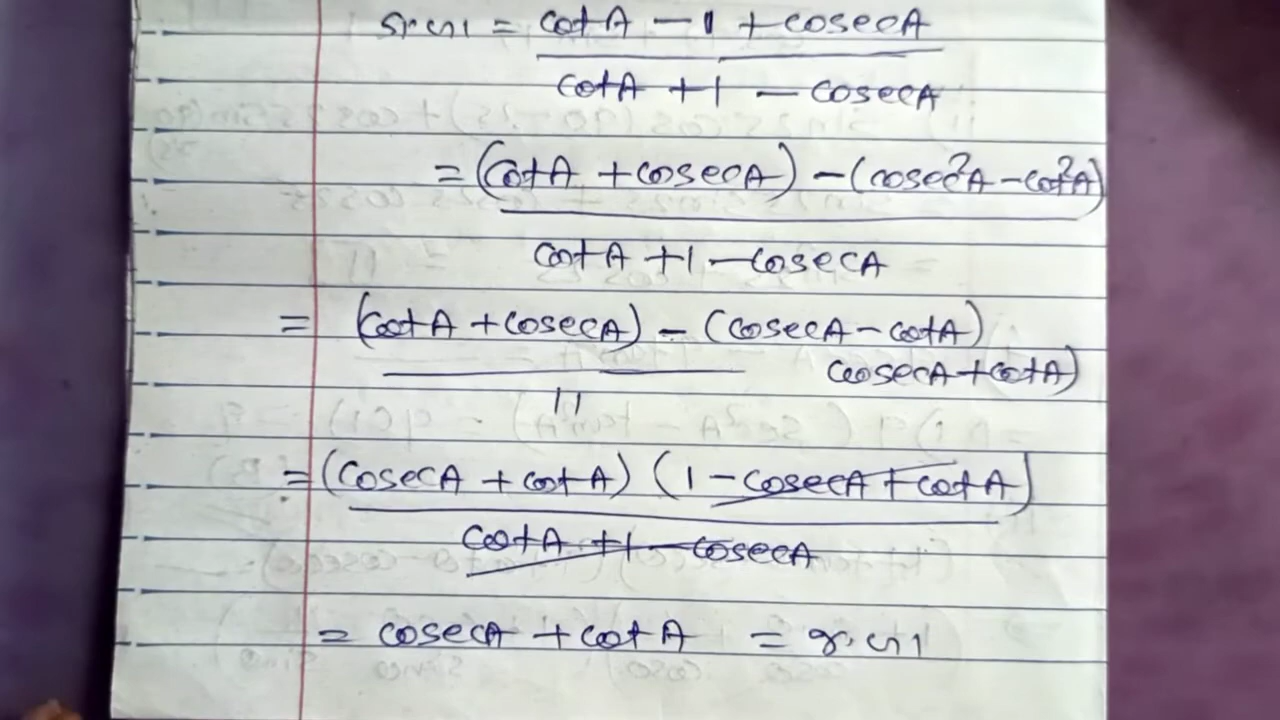 = cotA - 1 + cosecA
cotA + 1 - cosecA
= (cotA + cosecA) - (cosec²A - cot²A)
cotA + 1 - cosecA
= (cotA + cosecA) - (cosecA - cotA)
(cosecA + cotA)
11
= (cosecA + cotA) (1 - cosecA + cotA)
cotA + 1 - cosecA
= cosecA + cotA =